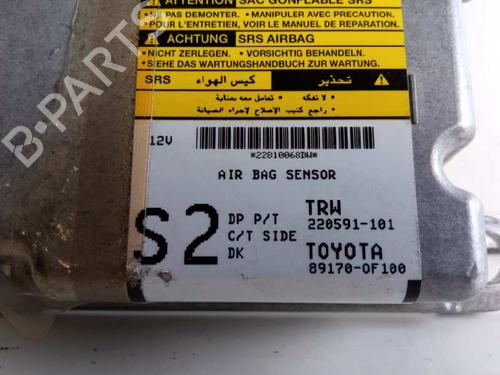 ATTENTION SAC GONFLABLE SRS
•NE PAS DEMONTER. •MANIPULER AVEC PRECAUTION.
•POUR L'ENTRETIEN, VOIR LE MANUEL DE REPARATION.
ACHTUNG SRS AIRBAG
•NICHT ZERLEGEN. •VORSICHTIG BEHANDELN.
•SIEHE DAS WARTUNGSHANDBUCH ZUR WARTUNG.
SRS كيس الهواء تحذير
• لا تفكه • تعامل معه بعناية
• راجع كتيب الإصلاح لاجراء الصيانة
12V
*22810068DW*
AIR BAG SENSOR
S2
DP P/T TRW
220591-101
C/T SIDE
DK TOYOTA
89170-0F100
B-PARTS